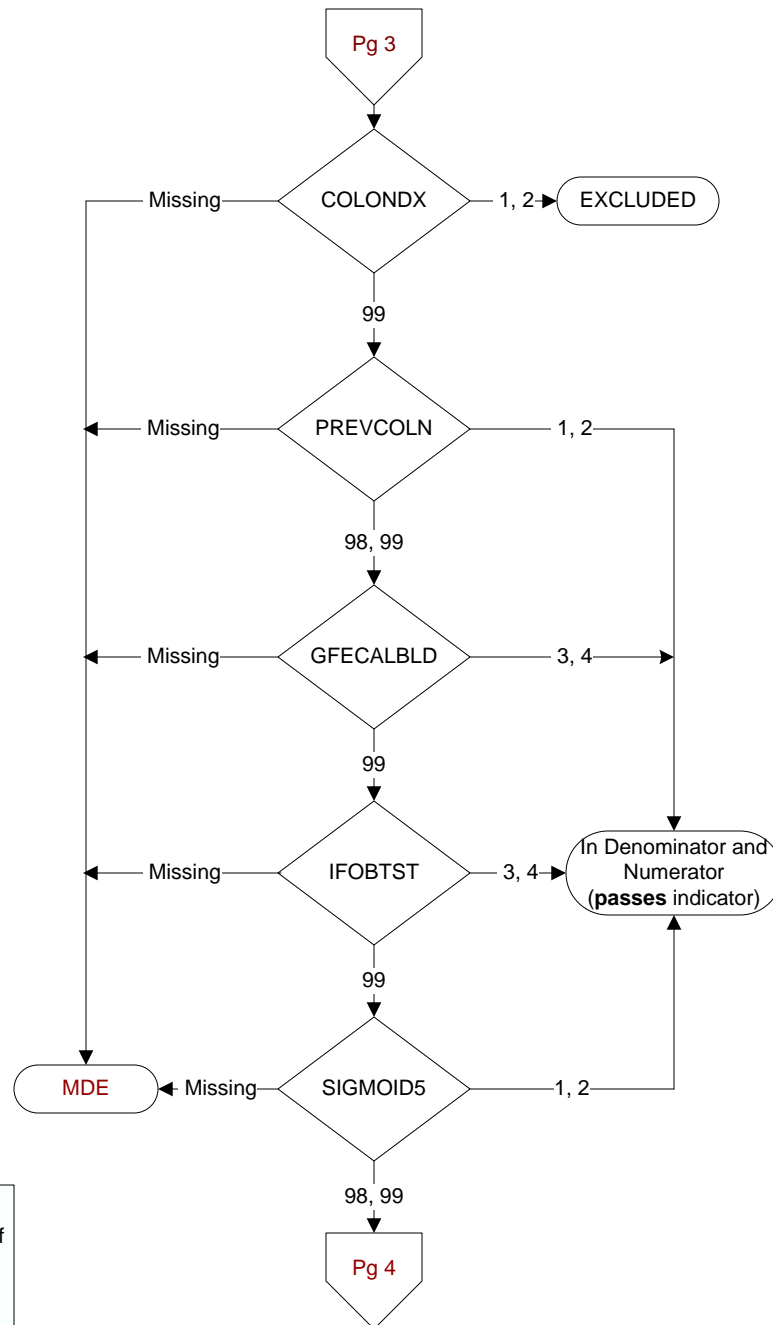 Pg 3
Missing
COLONDX
1, 2
EXCLUDED
99
Missing
PREVCOLN
1, 2
98, 99
Missing
GFECALBLD
3, 4
99
Missing
IFOBTST
3, 4
In Denominator and
Numerator
(passes indicator)
99
MDE
Missing
SIGMOID5
1, 2
98, 99
Pg 4